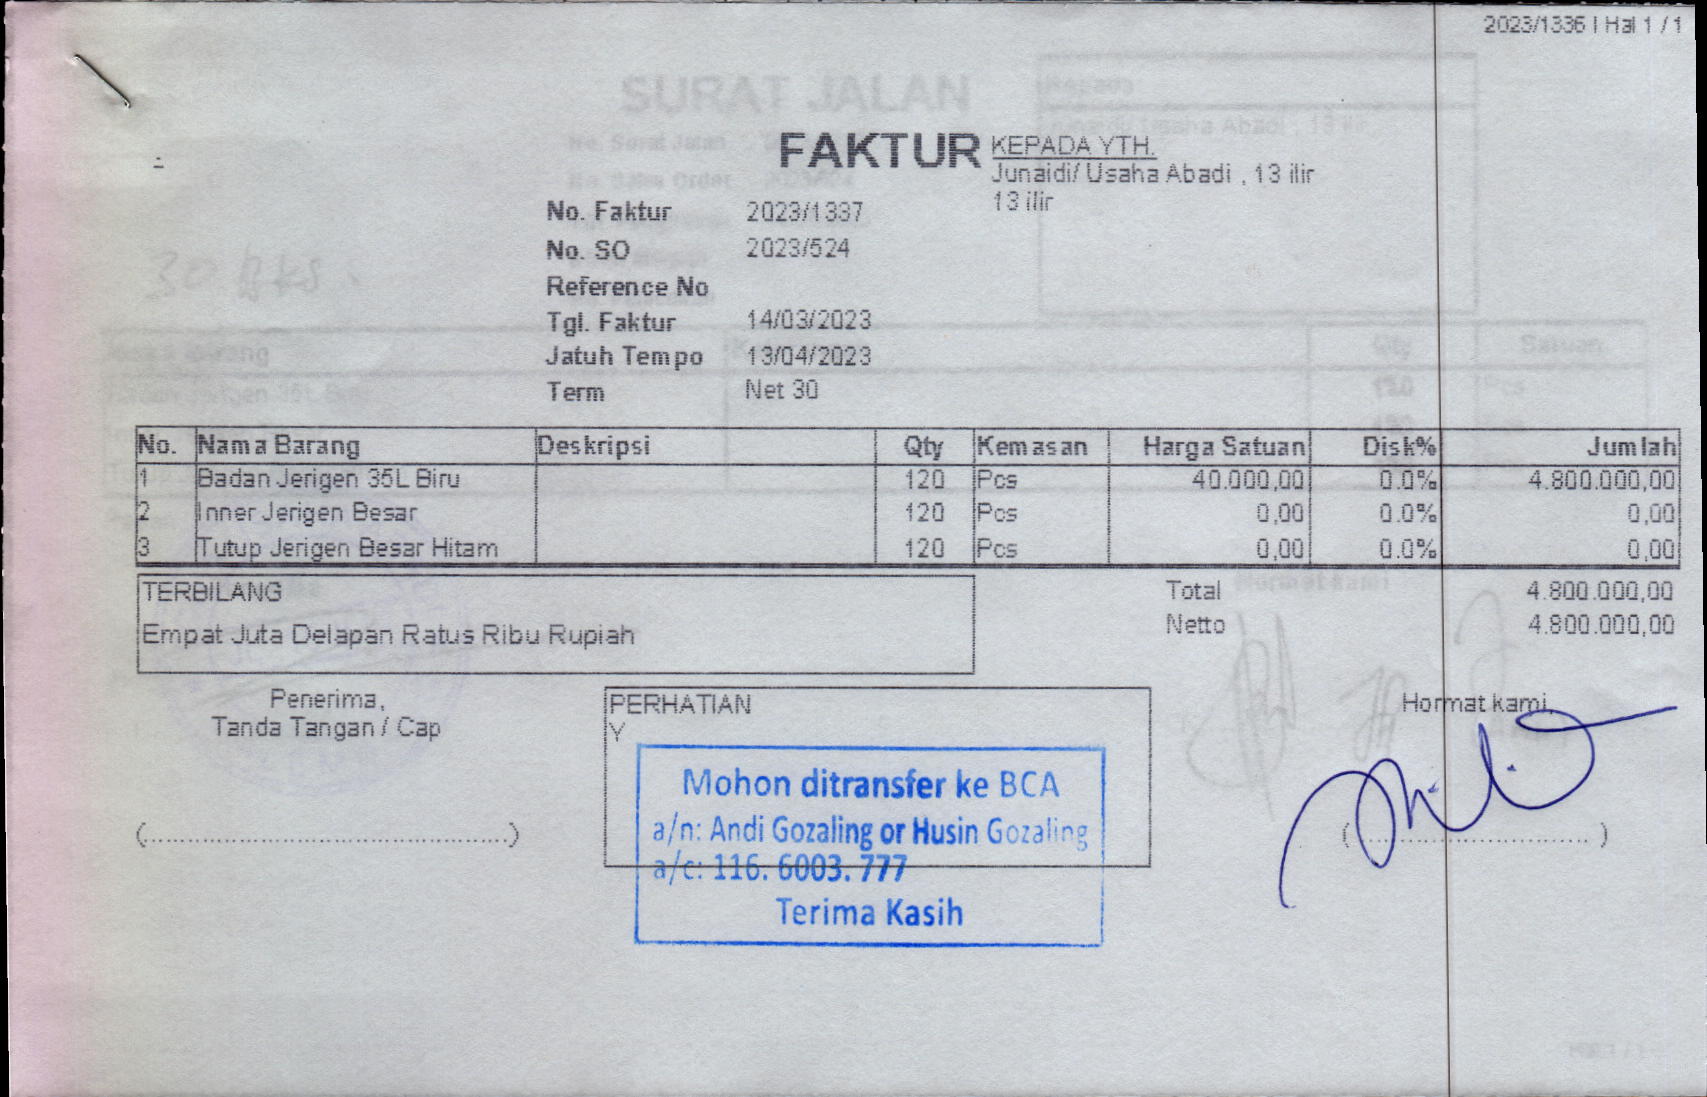 2023/1336 | Hal 1 / 1
SURAT JALAN
FAKTUR
KEPADA YTH.
Junaidi/ Usaha Abadi , 13 ilir
13 ilir
No. Faktur 2023/1337
No. SO 2023/524
Reference No
Tgl. Faktur 14/03/2023
Jatuh Tempo 13/04/2023
Term Net 30
No. Nama Barang Deskripsi Qty Kemasan Harga Satuan Disk% Jumlah
1 Badan Jerigen 35L Biru 120 Pcs 40.000,00 0.0% 4.800.000,00
2 Inner Jerigen Besar 120 Pcs 0,00 0.0% 0,00
3 Tutup Jerigen Besar Hitam 120 Pcs 0,00 0.0% 0,00
TERBILANG
Empat Juta Delapan Ratus Ribu Rupiah
Total 4.800.000,00
Netto 4.800.000,00
Penerima,
Tanda Tangan / Cap
(....................................................)
PERHATIAN
Y
Mohon ditransfer ke BCA
a/n: Andi Gozaling or Husin Gozaling
a/c: 116. 6003. 777
Terima Kasih
Hormat kami,
(....................................)